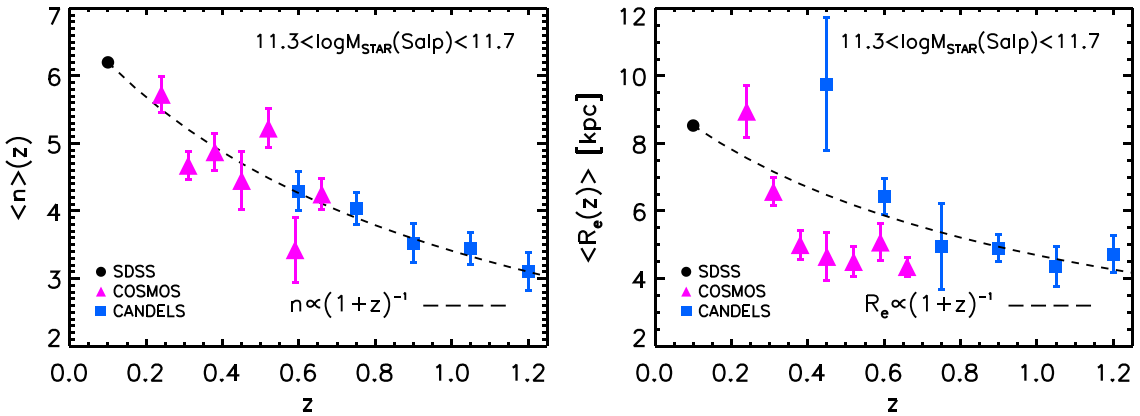 7
6
5
4
3
2
<n>(z)
11.3<logM_STAR(Salp)<11.7
SDSS
COSMOS
CANDELS
n∝(1+z)⁻¹
0.0 0.2 0.4 0.6 0.8 1.0 1.2
z
12
10
8
6
4
2
<R_e(z)> [kpc]
11.3<logM_STAR(Salp)<11.7
SDSS
COSMOS
CANDELS
R_e∝(1+z)⁻¹
0.0 0.2 0.4 0.6 0.8 1.0 1.2
z